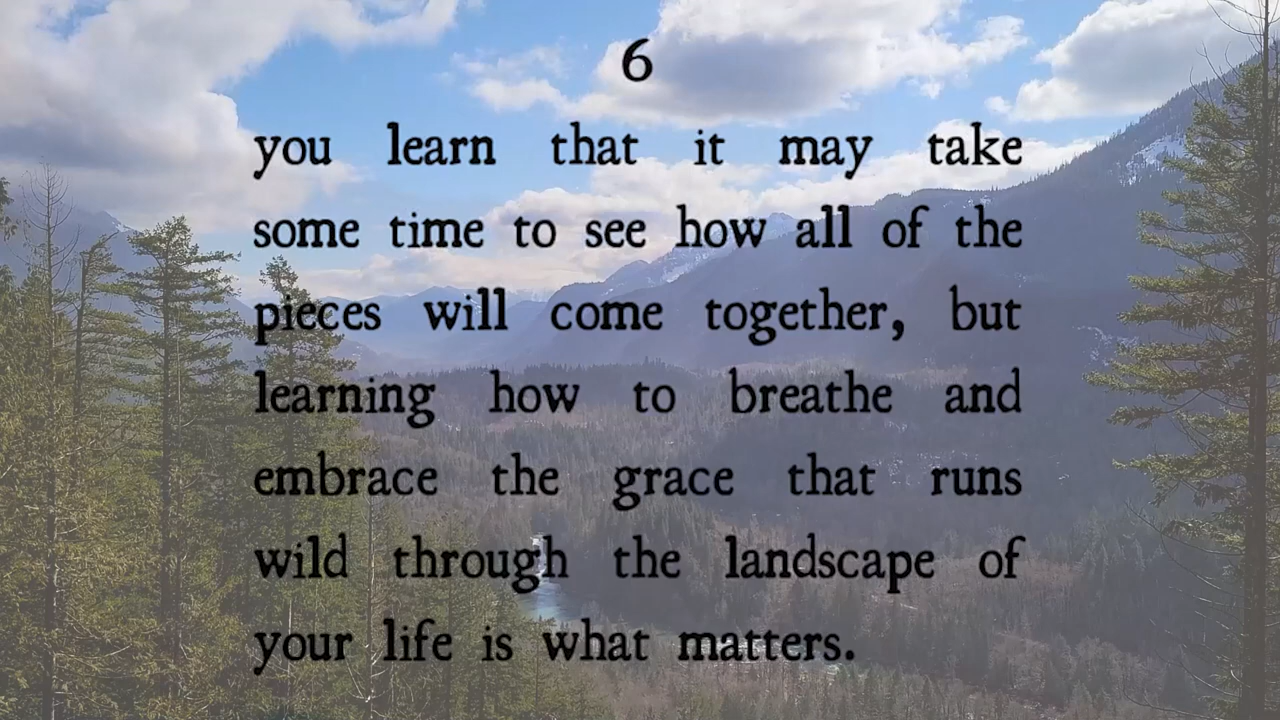 6
you learn that it may take
some time to see how all of the
pieces will come together, but
learning how to breathe and
embrace the grace that runs
wild through the landscape of
your life is what matters.